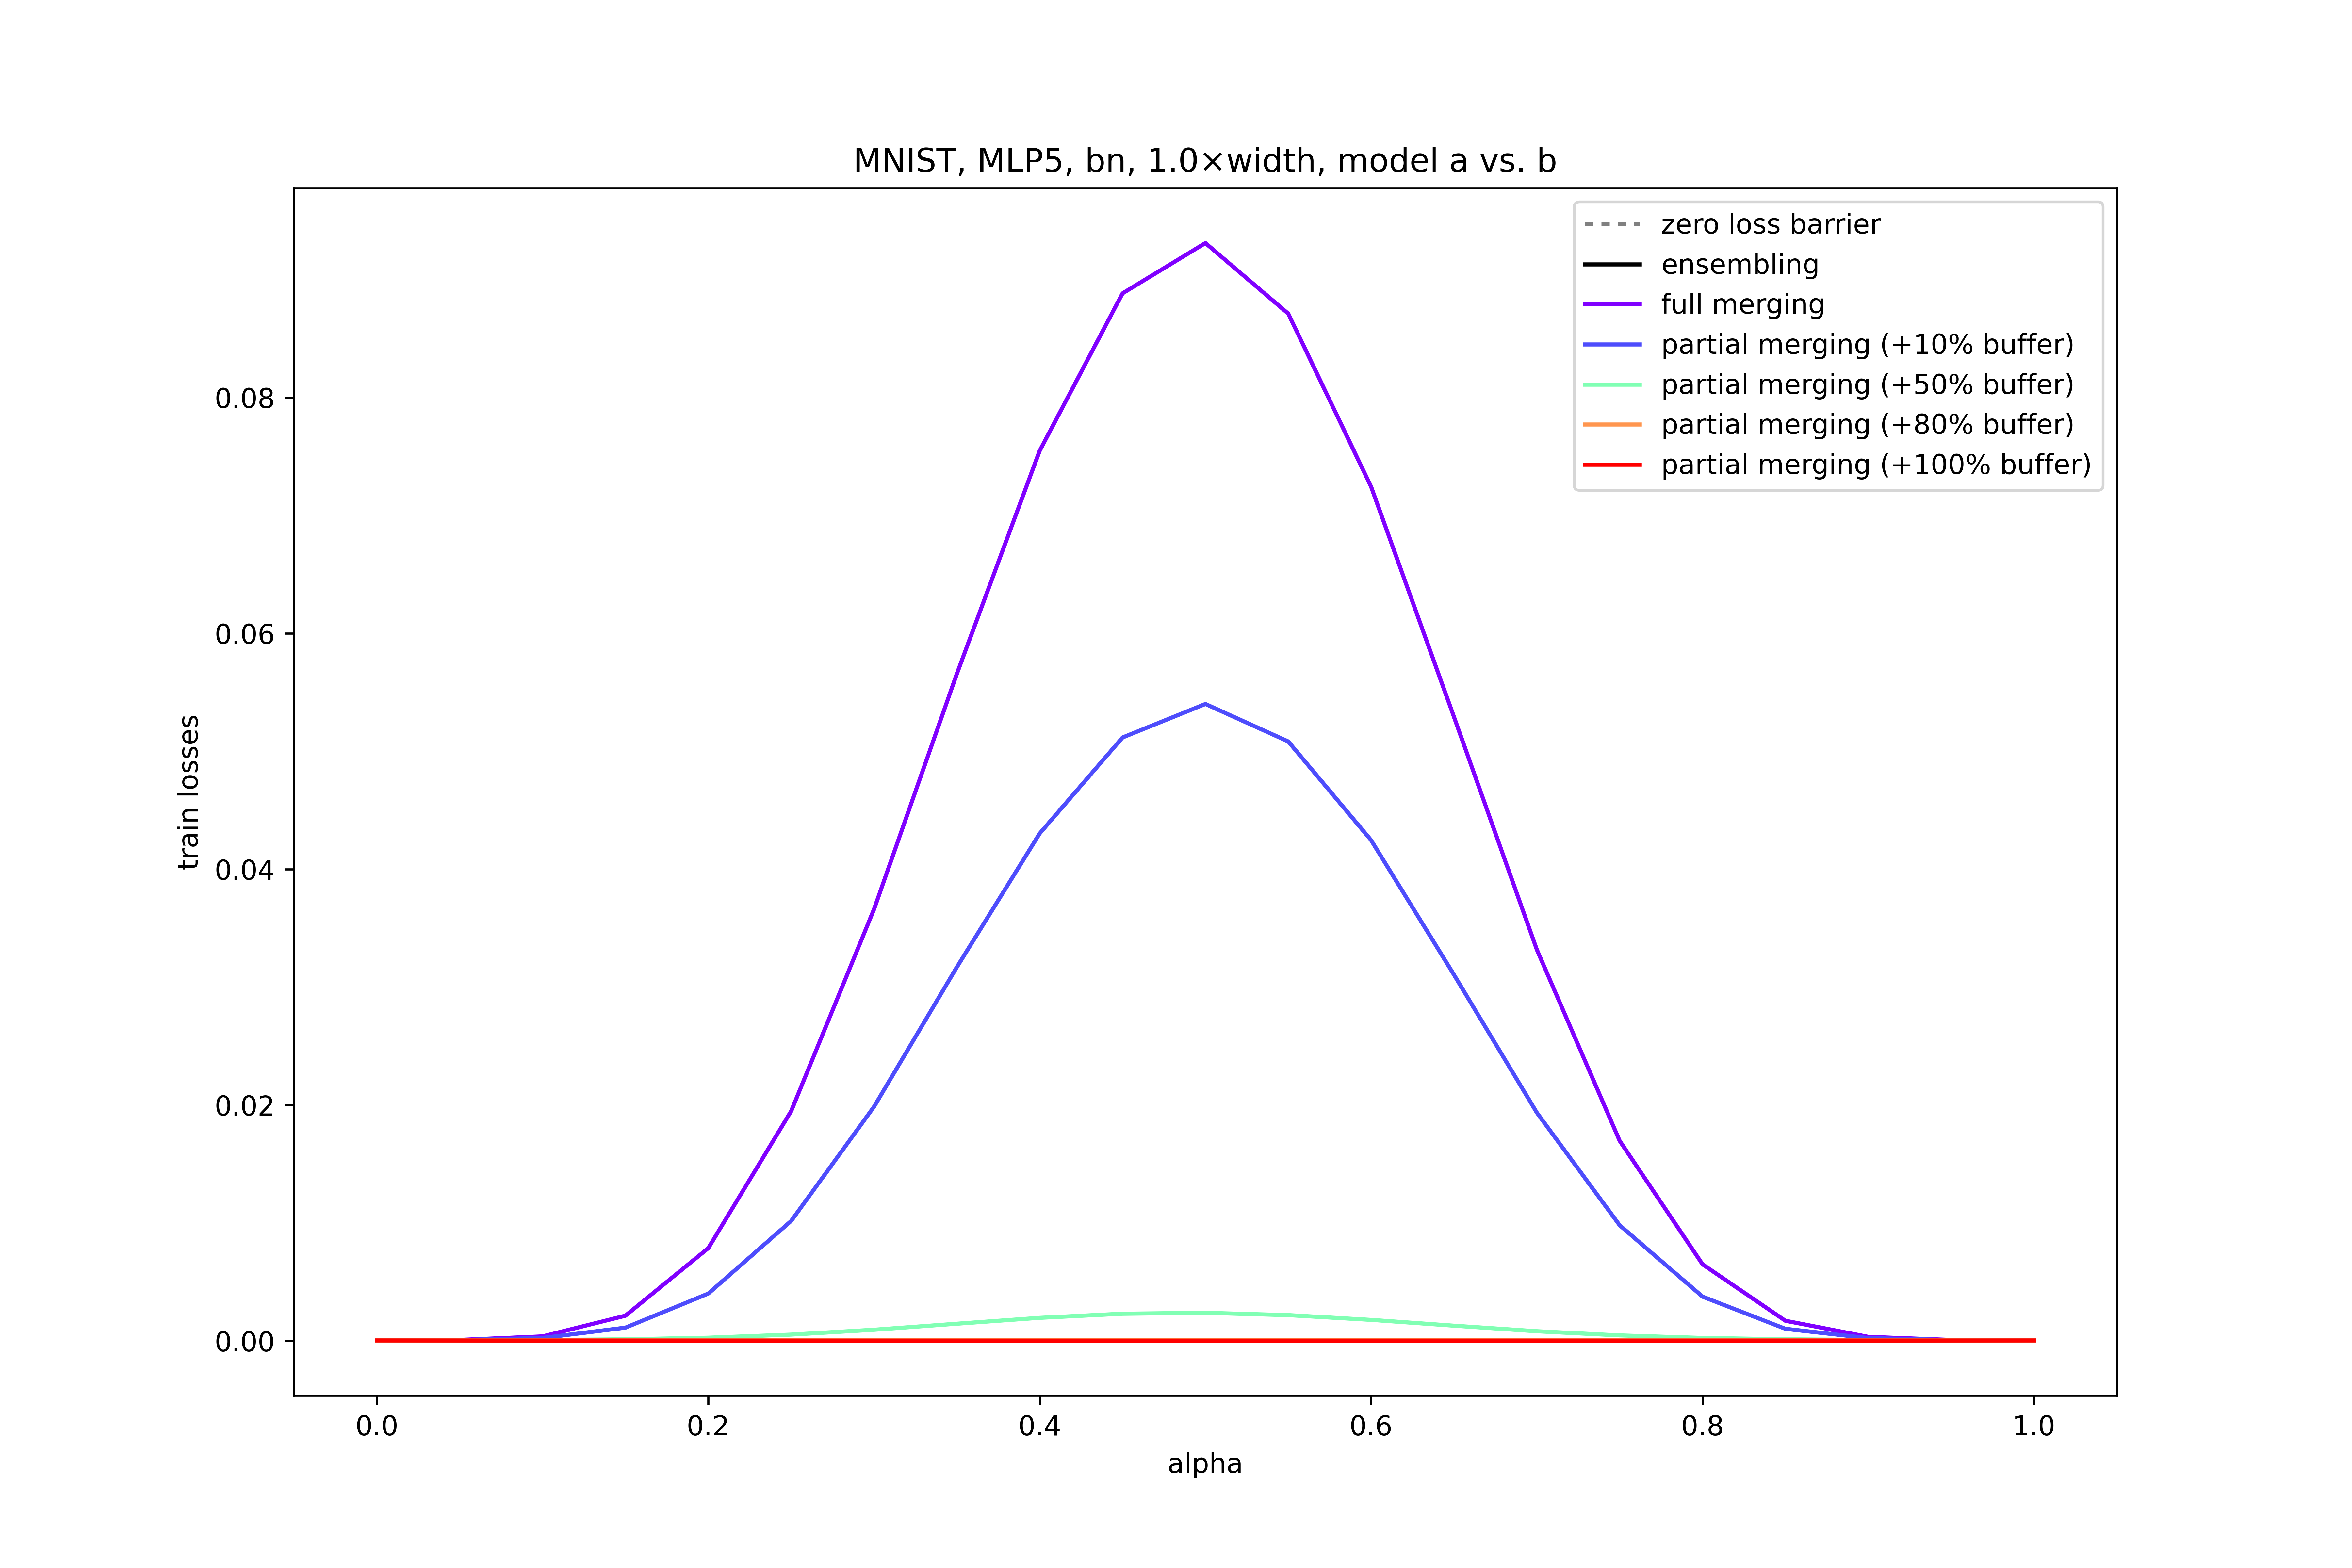 MNIST, MLP5, bn, 1.0×width, model a vs. b
zero loss barrier
ensembling
full merging
partial merging (+10% buffer)
partial merging (+50% buffer)
partial merging (+80% buffer)
partial merging (+100% buffer)
train losses
0.08
0.06
0.04
0.02
0.00
0.0 0.2 0.4 0.6 0.8 1.0
alpha